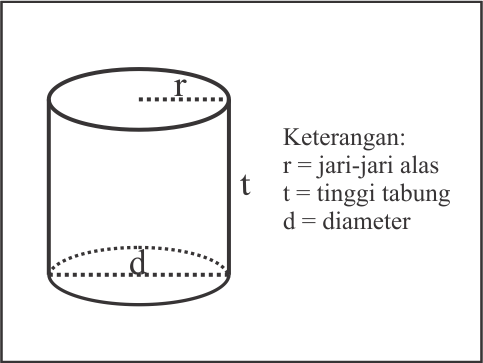 r
t
d
Keterangan:
r = jari-jari alas
t = tinggi tabung
d = diameter